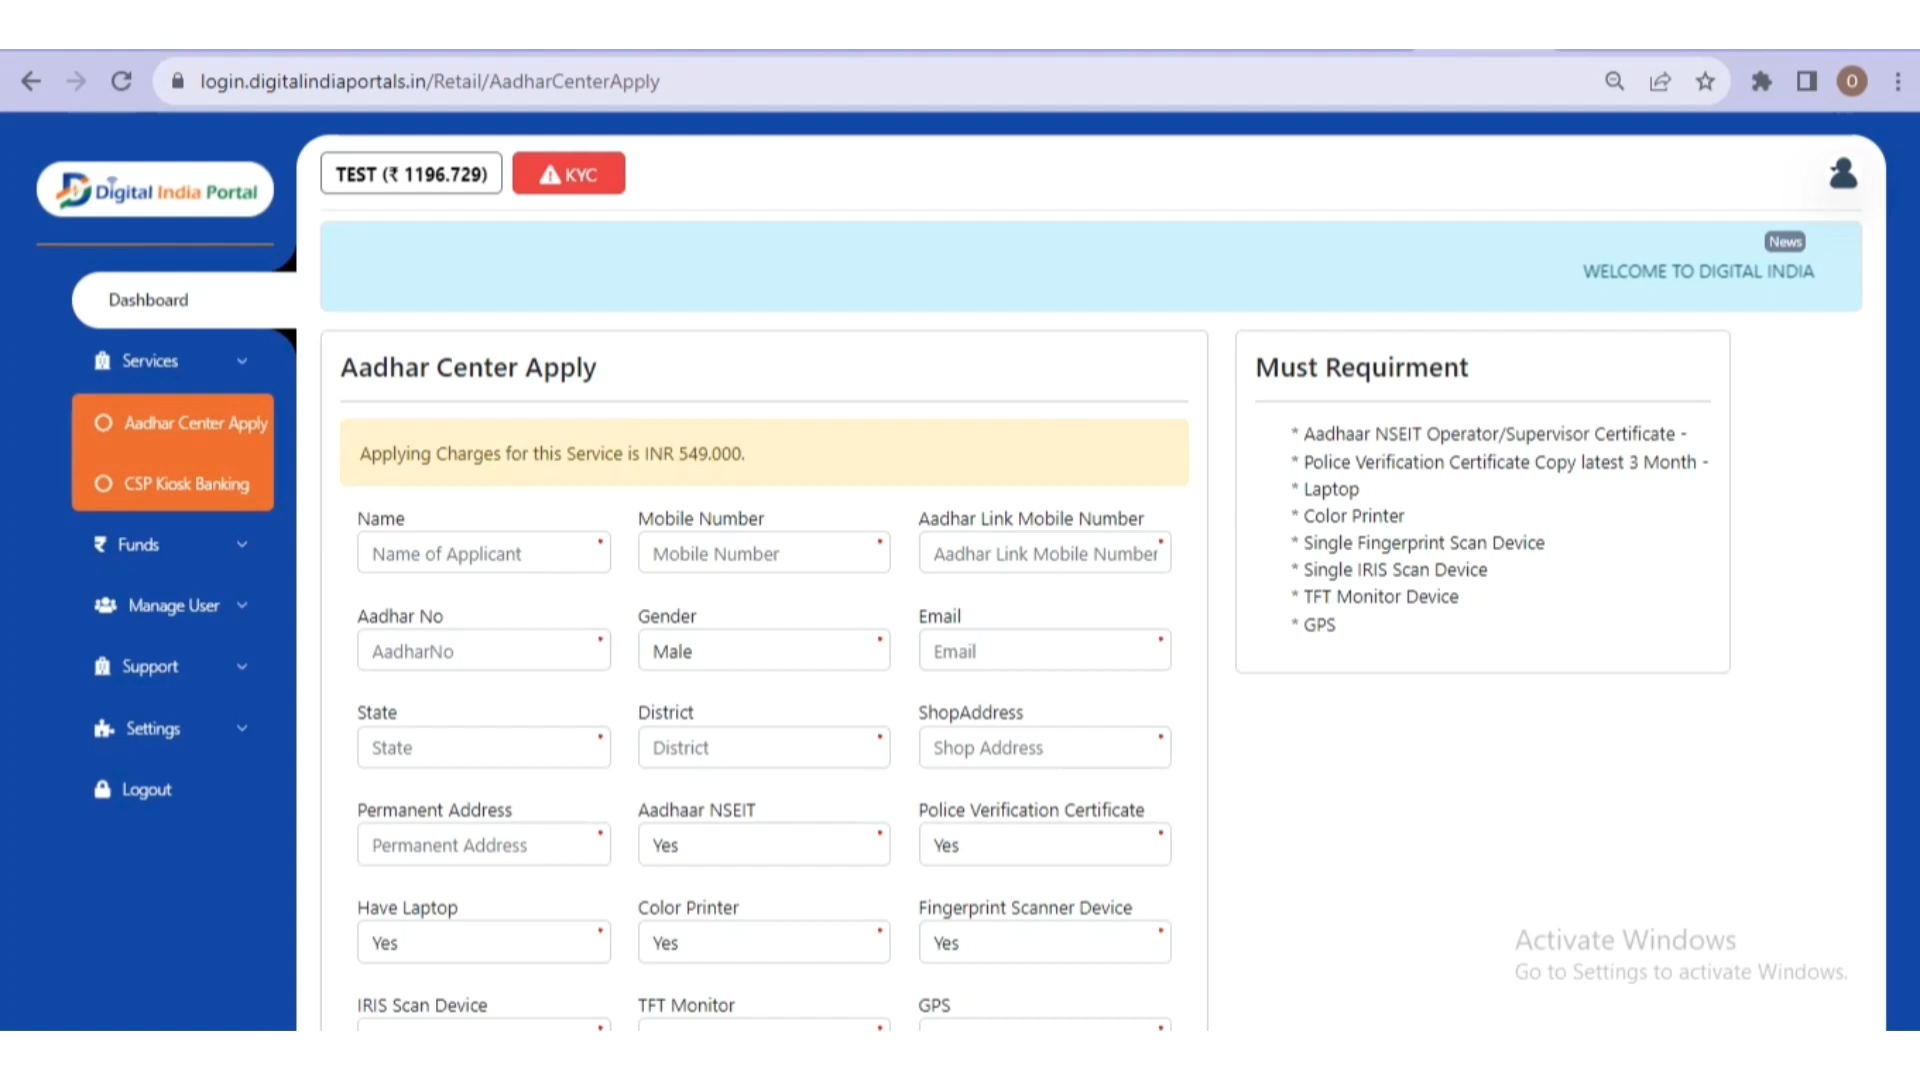 login.digitalindiaportals.in/Retail/AadharCenterApply
O
Digital India Portal
TEST (₹ 1196.729)
KYC
News
WELCOME TO DIGITAL INDIA
Dashboard
Services
Aadhar Center Apply
CSP Kiosk Banking
Funds
Manage User
Support
Settings
Logout
Aadhar Center Apply
Applying Charges for this Service is INR 549.000.
Name
Mobile Number
Aadhar Link Mobile Number
Name of Applicant
Mobile Number
Aadhar Link Mobile Number
Aadhar No
Gender
Email
AadharNo
Male
Email
State
District
ShopAddress
State
District
Shop Address
Permanent Address
Aadhaar NSEIT
Police Verification Certificate
Permanent Address
Yes
Yes
Have Laptop
Color Printer
Fingerprint Scanner Device
Yes
Yes
Yes
IRIS Scan Device
TFT Monitor
GPS
Must Requirment
* Aadhaar NSEIT Operator/Supervisor Certificate -
* Police Verification Certificate Copy latest 3 Month -
* Laptop
* Color Printer
* Single Fingerprint Scan Device
* Single IRIS Scan Device
* TFT Monitor Device
* GPS
Activate Windows
Go to Settings to activate Windows.